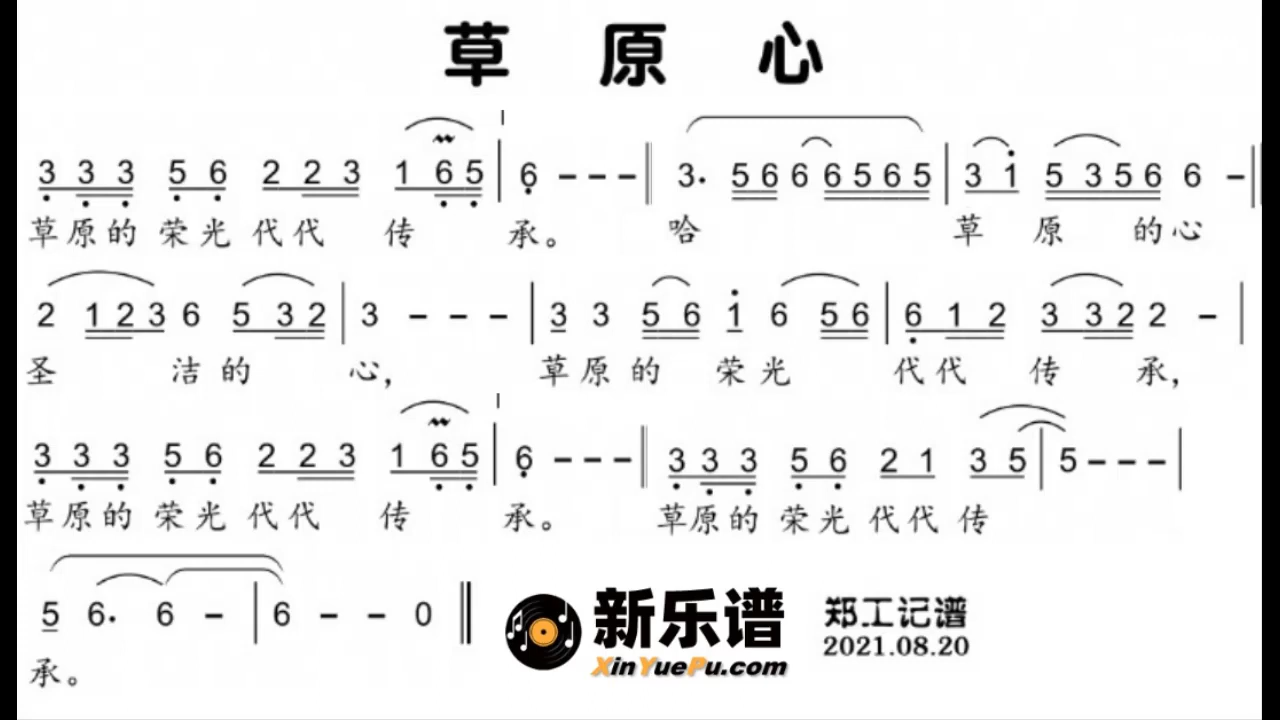 草 原 心
3 3 3 5 6 2 2 3 1 6 5 | 6 - - - || 3. 5 6 6 6 5 6 5 | 3 1 5 3 5 6 6 -
草原的 荣光 代代 传 承。 哈 草 原 的心
2 1 2 3 6 5 3 2 | 3 - - - | 3 3 5 6 1 6 5 6 | 6 1 2 3 3 2 2 - |
圣 洁的 心, 草原的 荣光 代代 传 承,
3 3 3 5 6 2 2 3 1 6 5 | 6 - - - || 3 3 3 5 6 2 1 3 5 | 5 - - - |
草原的 荣光 代代 传 承。 草原的 荣光 代代 传
5 6. 6 - | 6 - - 0 ||
承。
新乐谱
XinYuePu.com
郑工记谱
2021.08.20